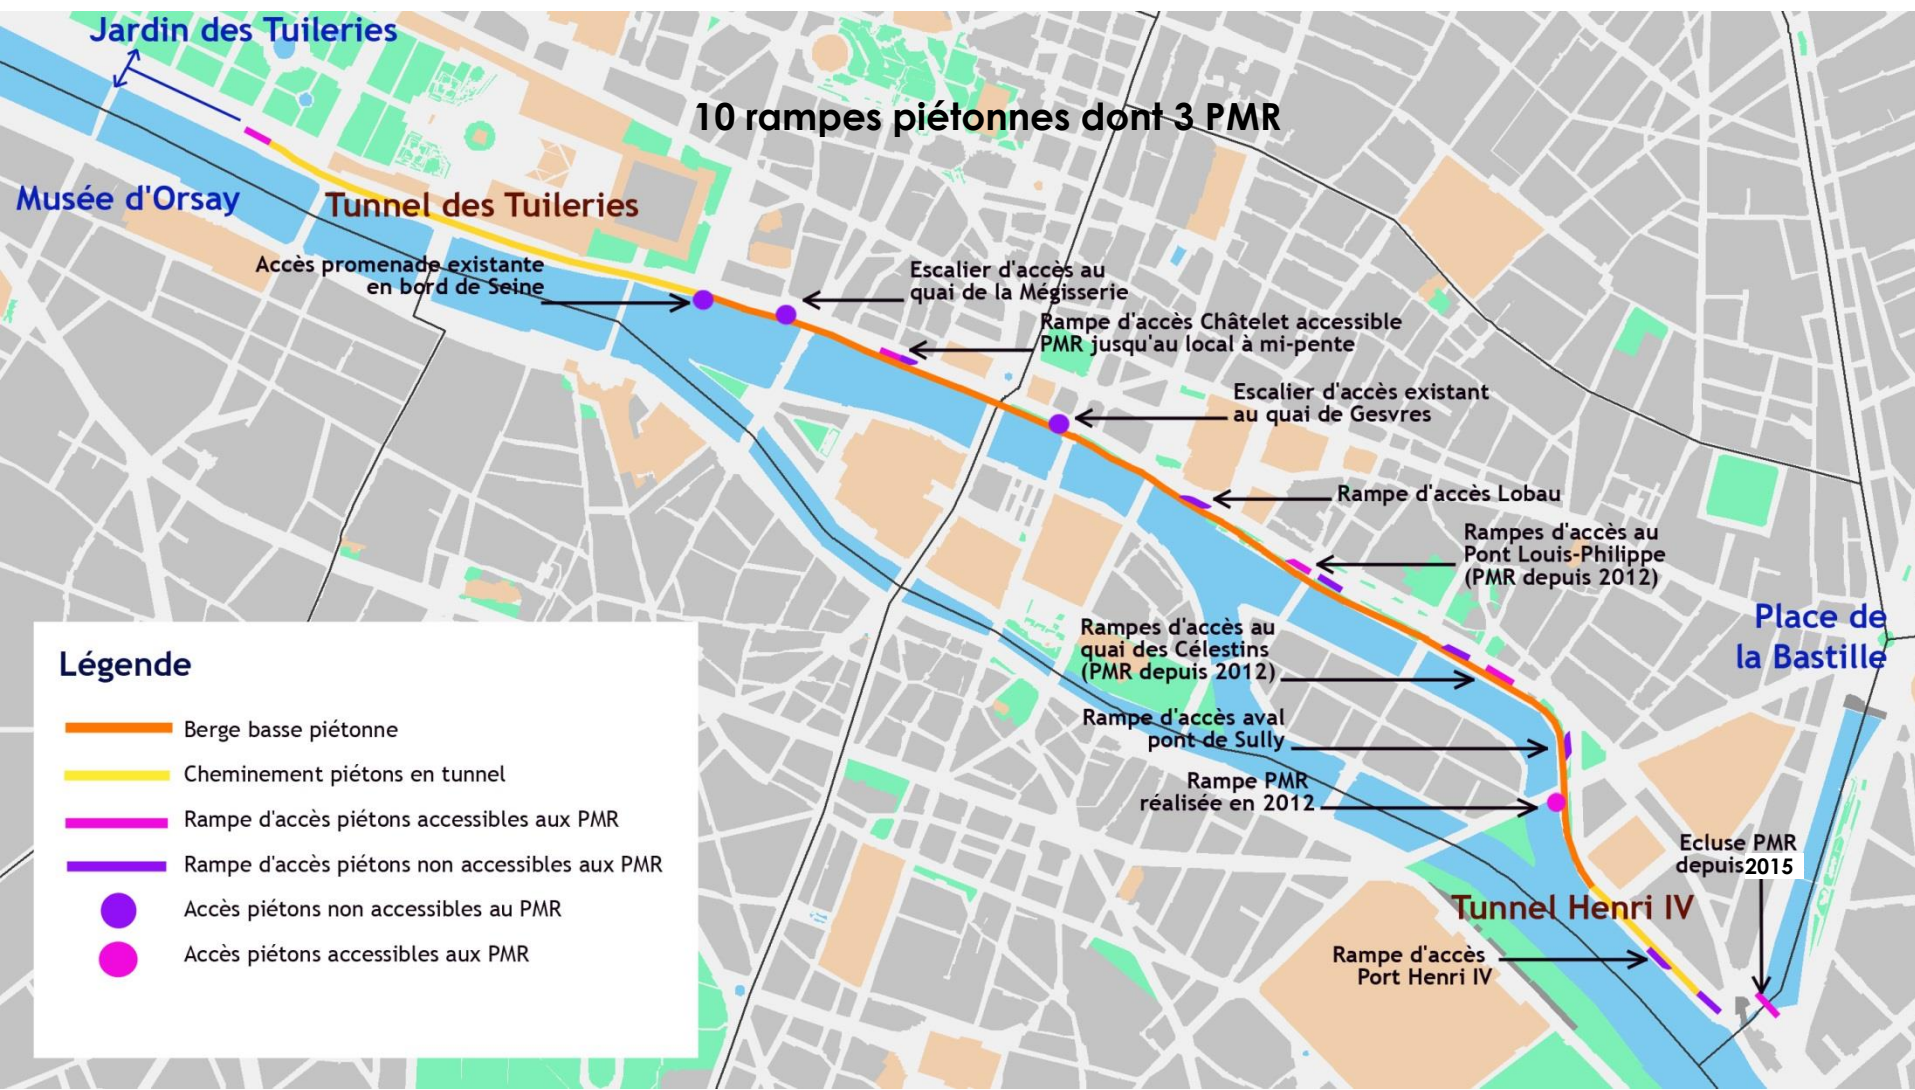 Jardin des Tuileries
10 rampes piétonnes dont 3 PMR
Musée d'Orsay
Tunnel des Tuileries
Accès promenade existante
en bord de Seine
Escalier d'accès au
quai de la Mégisserie
Rampe d'accès Châtelet accessible
PMR jusqu'au local à mi-pente
Escalier d'accès existant
au quai de Gesvres
Rampe d'accès Lobau
Rampes d'accès au
Pont Louis-Philippe
(PMR depuis 2012)
Place de
la Bastille
Rampes d'accès au
quai des Célestins
(PMR depuis 2012)
Rampe d'accès aval
pont de Sully
Rampe PMR
réalisée en 2012
Ecluse PMR
depuis 2015
Tunnel Henri IV
Rampe d'accès
Port Henri IV
Légende
Berge basse piétonne
Cheminement piétons en tunnel
Rampe d'accès piétons accessibles aux PMR
Rampe d'accès piétons non accessibles aux PMR
Accès piétons non accessibles au PMR
Accès piétons accessibles aux PMR